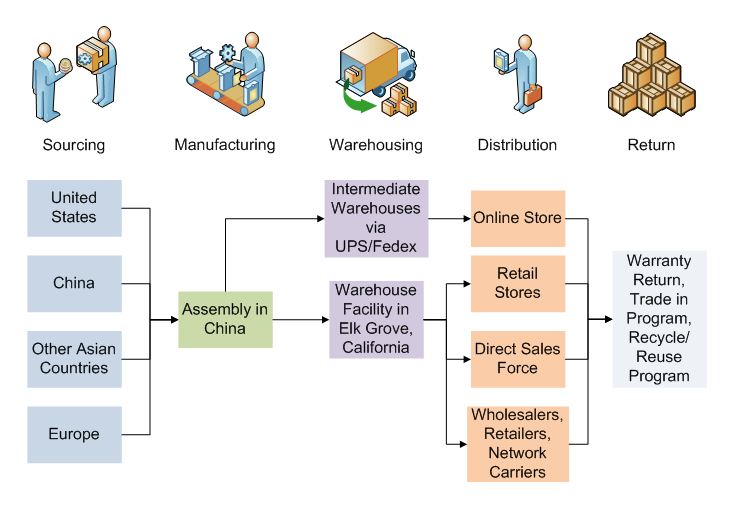 Sourcing
Manufacturing
Warehousing
Distribution
Return
United
States
China
Other Asian
Countries
Europe
Assembly in
China
Intermediate
Warehouses
via
UPS/Fedex
Warehouse
Facility in
Elk Grove,
California
Online Store
Retail
Stores
Direct Sales
Force
Wholesalers,
Retailers,
Network
Carriers
Warranty
Return,
Trade in
Program,
Recycle/
Reuse
Program